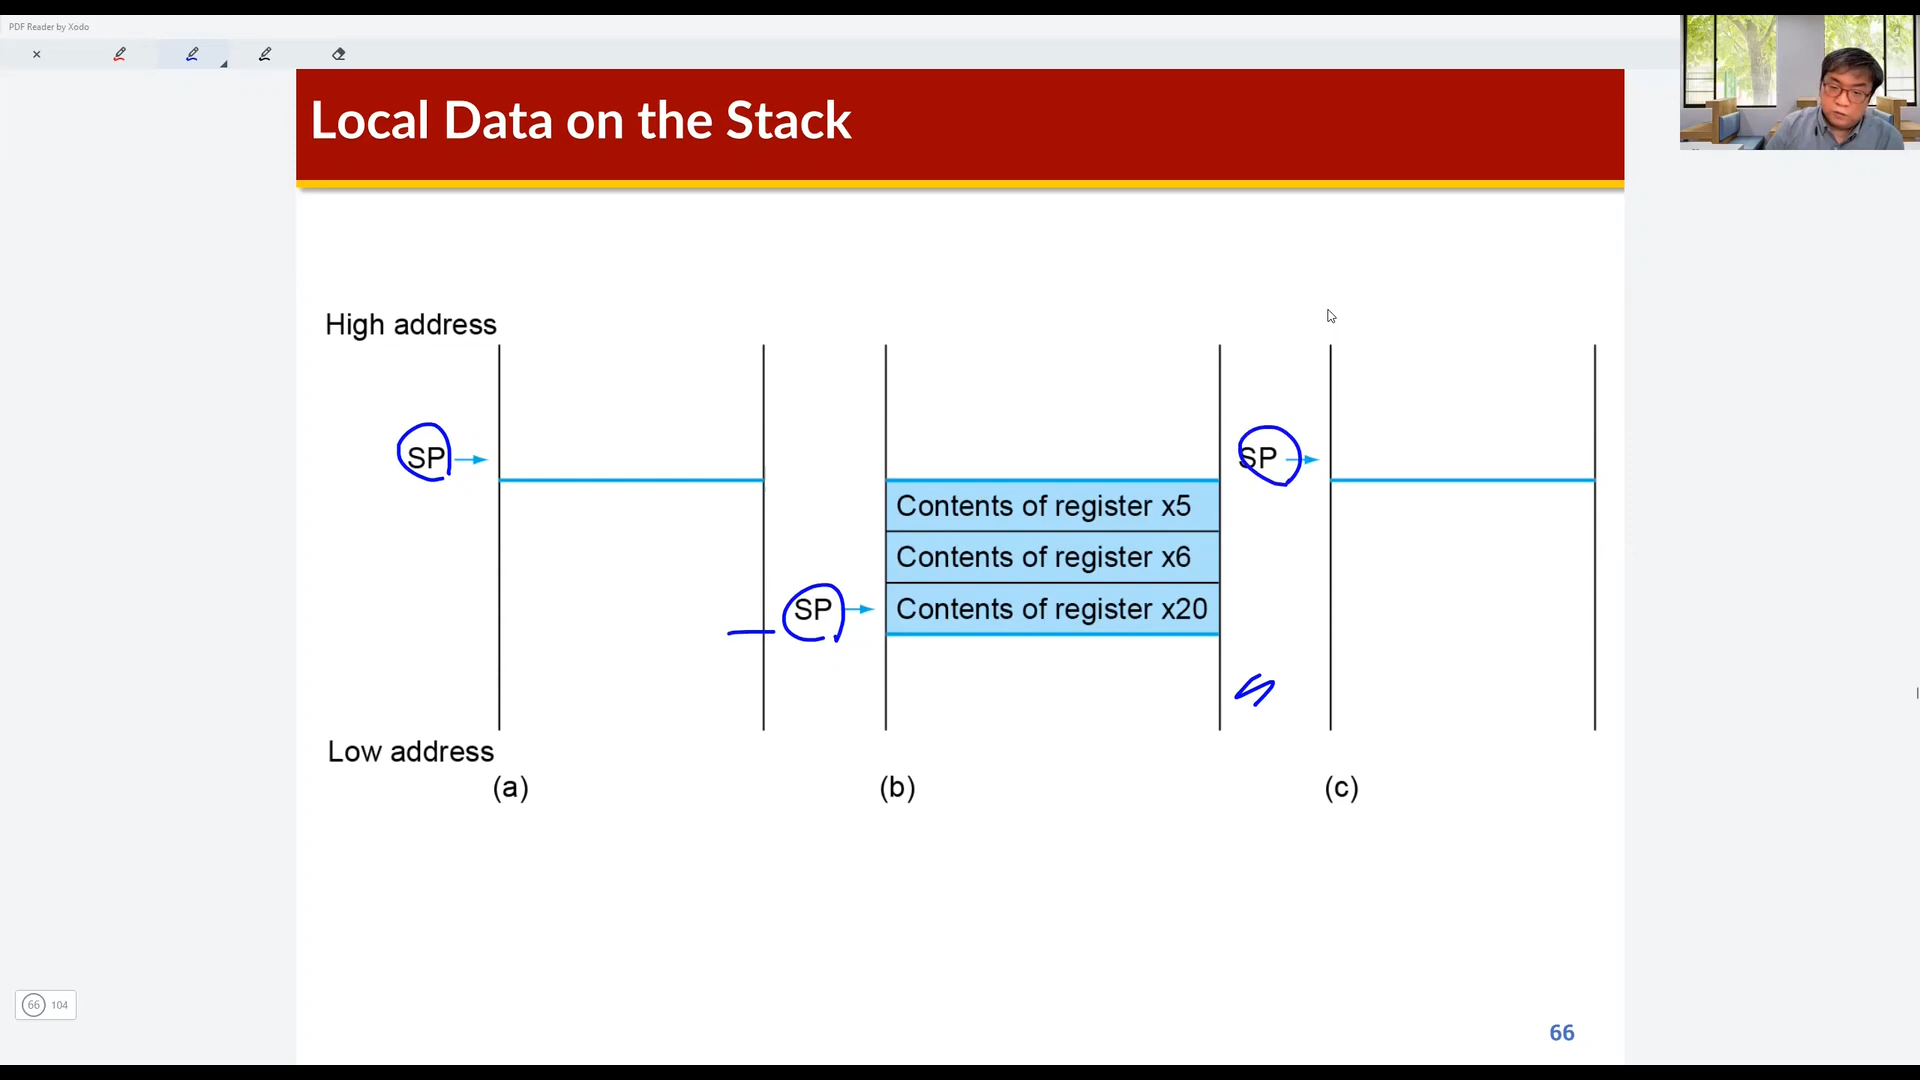 PDF Reader by Xodo
Local Data on the Stack
High address
SP
SP
Contents of register x5
Contents of register x6
SP
Contents of register x20
Low address
(a)
(b)
(c)
66 104
66